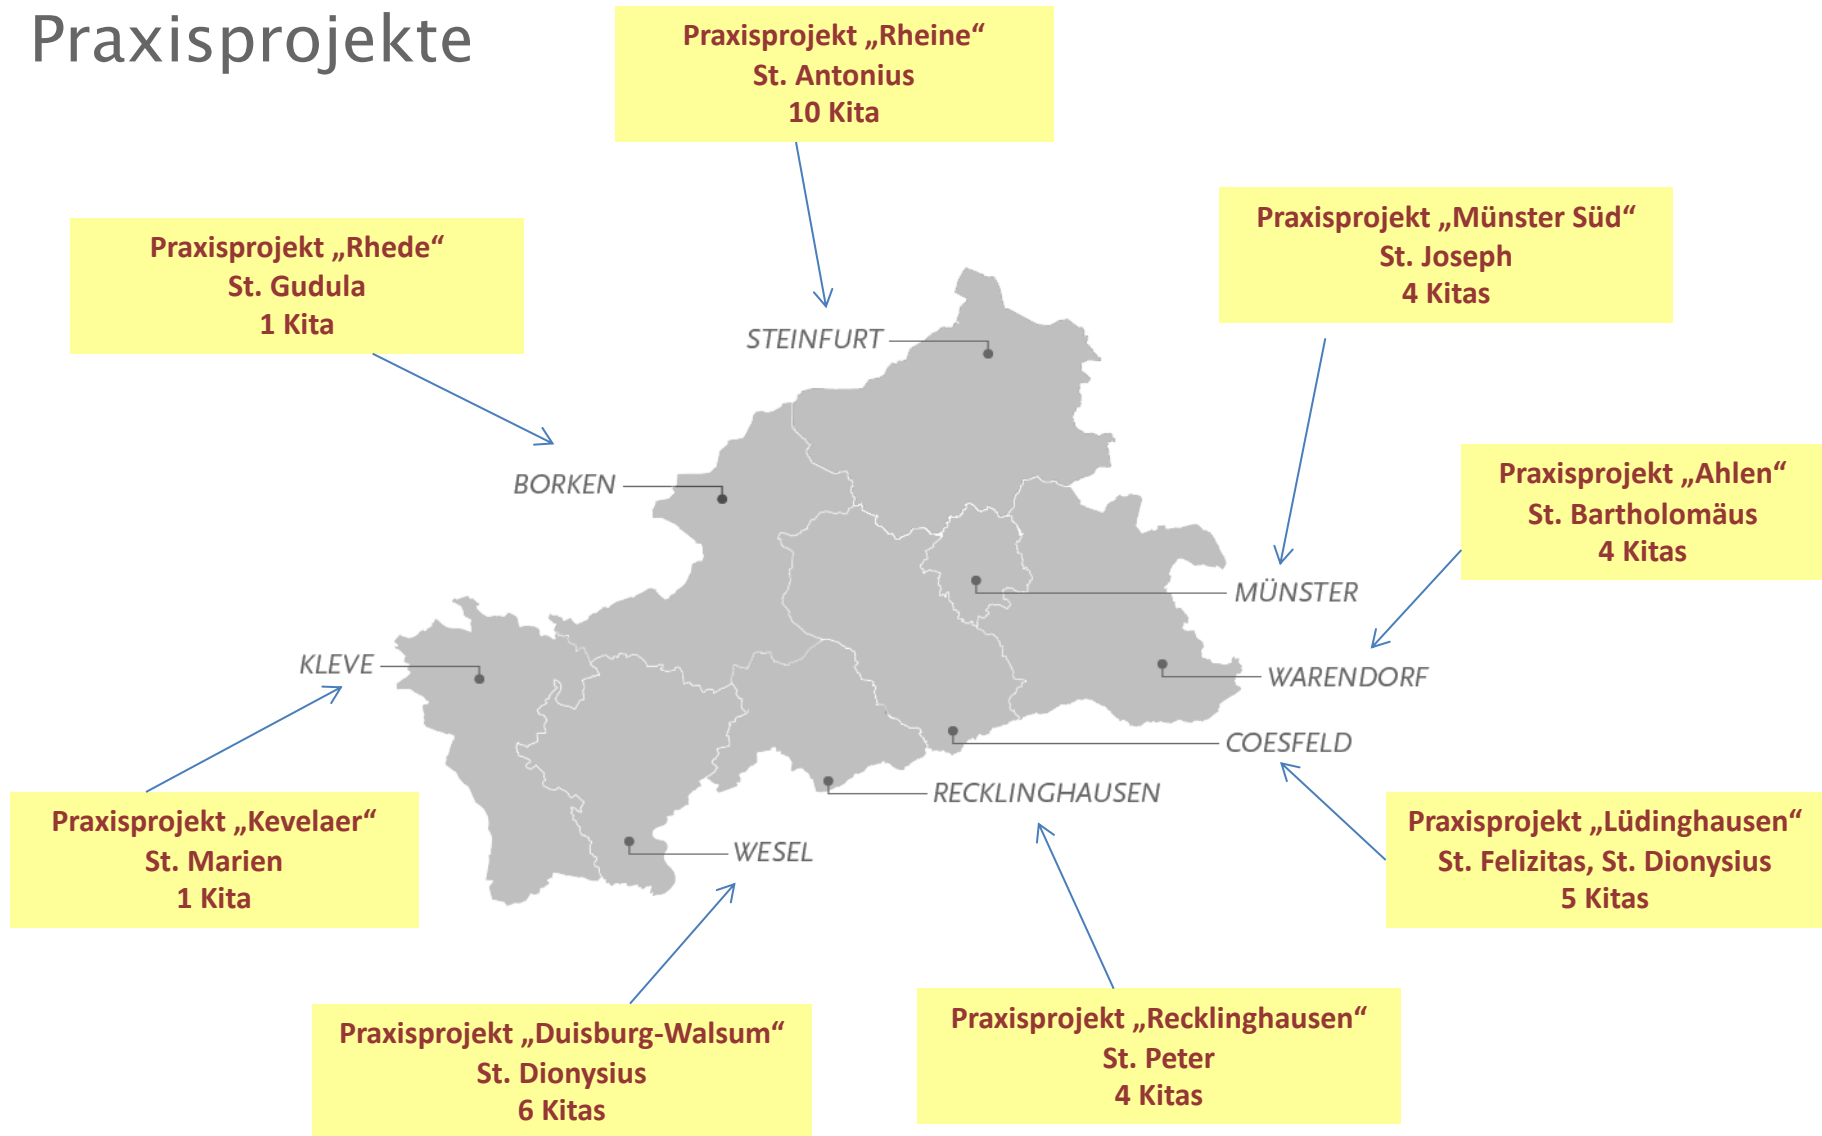 Praxisprojekte
Praxisprojekt „Rheine“
St. Antonius
10 Kita
Praxisprojekt „Münster Süd“
St. Joseph
4 Kitas
Praxisprojekt „Rhede“
St. Gudula
1 Kita
STEINFURT
BORKEN
Praxisprojekt „Ahlen“
St. Bartholomäus
4 Kitas
MÜNSTER
KLEVE
WARENDORF
COESFELD
RECKLINGHAUSEN
WESEL
Praxisprojekt „Kevelaer“
St. Marien
1 Kita
Praxisprojekt „Lüdinghausen“
St. Felizitas, St. Dionysius
5 Kitas
Praxisprojekt „Duisburg-Walsum“
St. Dionysius
6 Kitas
Praxisprojekt „Recklinghausen“
St. Peter
4 Kitas